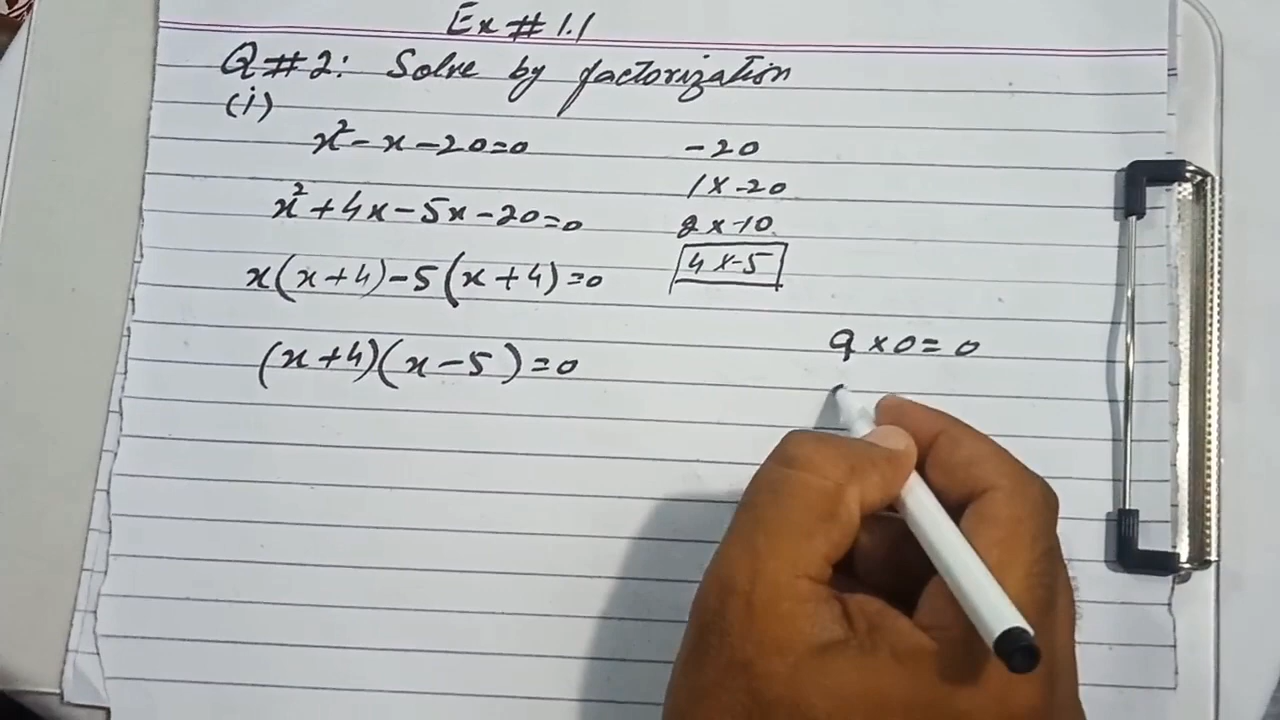 Ex # 1.1
Q # 2: Solve by factorization
(i)
x² - x - 20 = 0
x² + 4x - 5x - 20 = 0
x(x + 4) - 5(x + 4) = 0
(x + 4)(x - 5) = 0
- 20
1 x -20
2 x -10
4 x -5
9 x 0 = 0